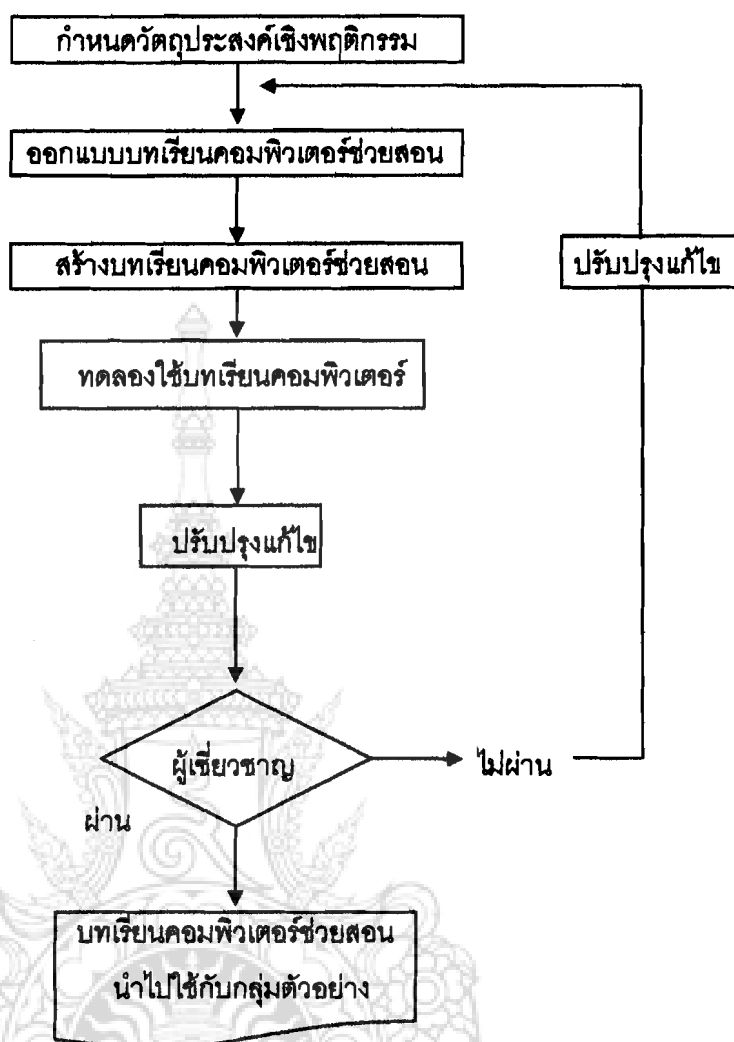 กำหนดวัตถุประสงค์เชิงพฤติกรรม
ออกแบบบทเรียนคอมพิวเตอร์ช่วยสอน
สร้างบทเรียนคอมพิวเตอร์ช่วยสอน
ปรับปรุงแก้ไข
ทดลองใช้บทเรียนคอมพิวเตอร์
ปรับปรุงแก้ไข
ผู้เชี่ยวชาญ
ไม่ผ่าน
ผ่าน
บทเรียนคอมพิวเตอร์ช่วยสอน
นำไปใช้กับกลุ่มตัวอย่าง